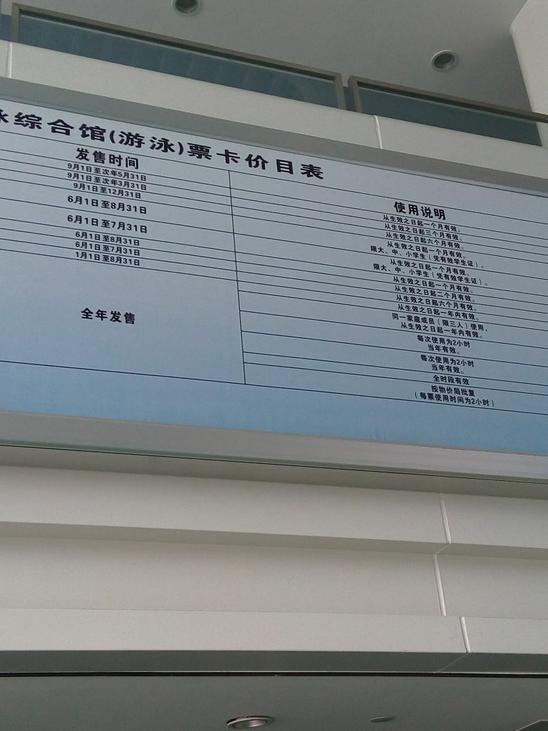 综合馆(游泳)票卡价目表
发售时间
9月1日至次年5月31日
9月1日至次年3月31日
9月1日至12月31日
6月1日至8月31日
6月1日至7月31日
6月1日至8月31日
6月1日至7月31日
1月1日至8月31日
全年发售
使用说明
从生效之日起一个月有效。
从生效之日起三个月有效。
从生效之日起六个月有效。
从生效之日起一个月有效。
限大、中、小学生（凭有效学生证）。
从生效之日起一个月有效。
限大、中、小学生（凭有效学生证）。
从生效之日起一个月有效。
从生效之日起二个月有效。
从生效之日起六个月有效。
从生效之日起一年内有效。
同一家庭成员（限三人）使用，
从生效之日起一年内有效。
每次使用为2小时
当年有效。
每次使用为2小时
当年有效。
全时段有效
按物价局批复
（每票使用时间为2小时）